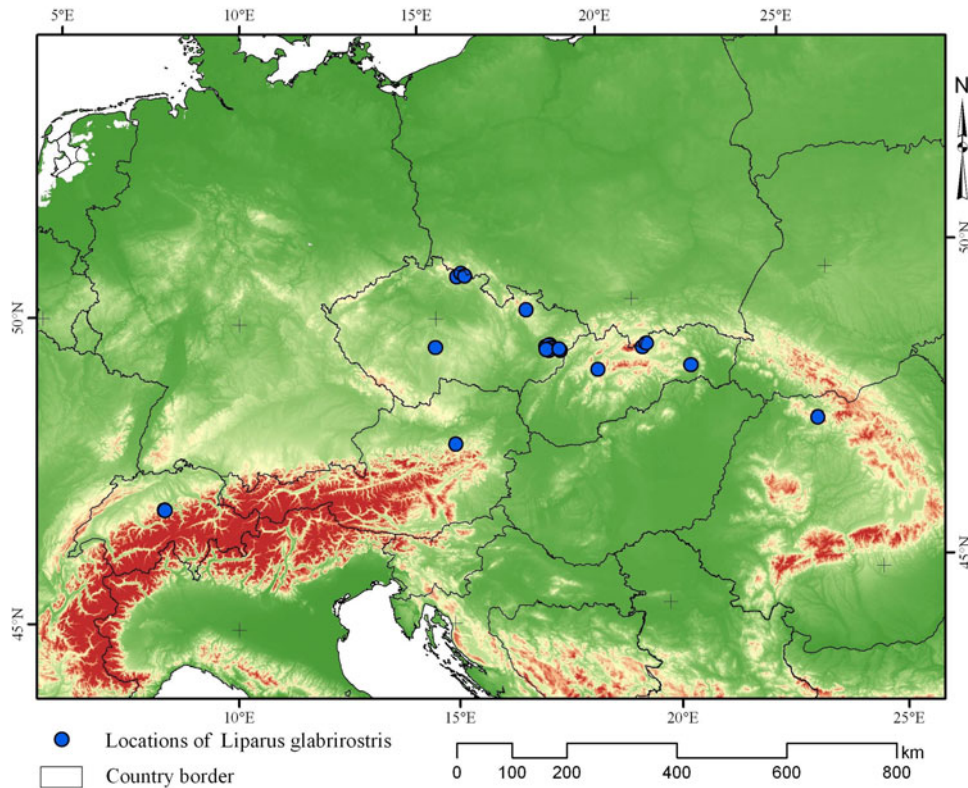 5°E 10°E 15°E 20°E 25°E
N
50°N
50°N
45°N
45°N
10°E 15°E 20°E 25°E
Locations of Liparus glabrirostris
km
Country border
0 100 200 400 600 800